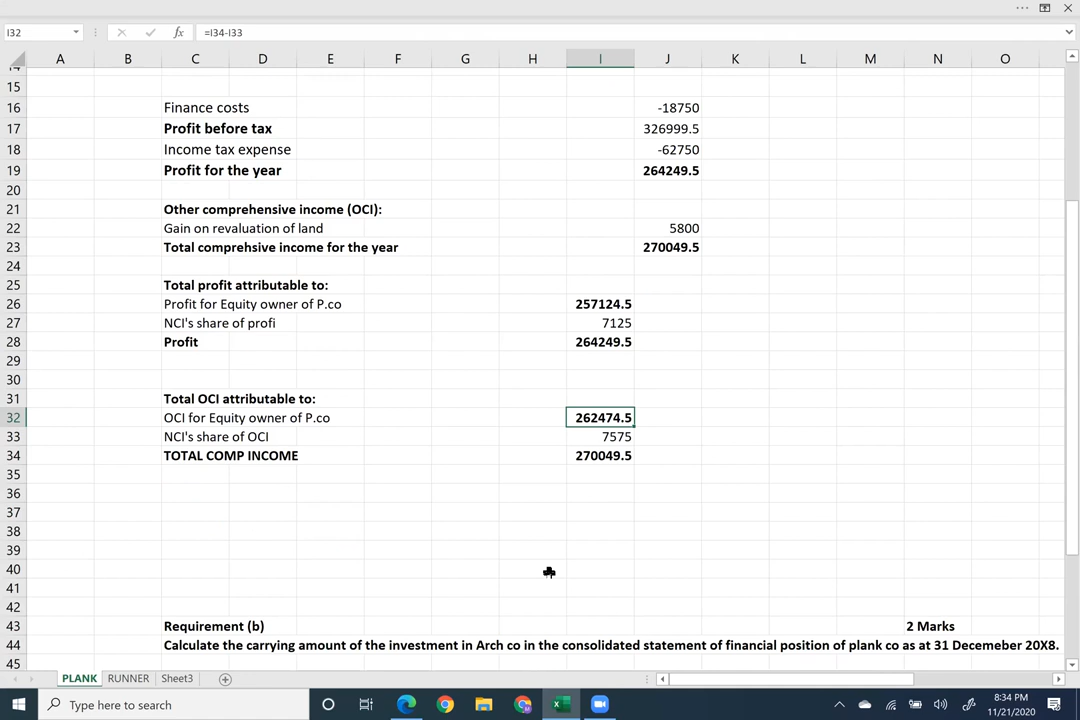 I32 fx =I34-I33
A B C D E F G H I J K L M N O
14
15
16 Finance costs -18750
17 Profit before tax 326999.5
18 Income tax expense -62750
19 Profit for the year 264249.5
20
21 Other comprehensive income (OCI):
22 Gain on revaluation of land 5800
23 Total comprehsive income for the year 270049.5
24
25 Total profit attributable to:
26 Profit for Equity owner of P.co 257124.5
27 NCI's share of profi 7125
28 Profit 264249.5
29
30
31 Total OCI attributable to:
32 OCI for Equity owner of P.co 262474.5
33 NCI's share of OCI 7575
34 TOTAL COMP INCOME 270049.5
35
36
37
38
39
40
41
42
43 Requirement (b) 2 Marks
44 Calculate the carrying amount of the investment in Arch co in the consolidated statement of financial position of plank co as at 31 Decemeber 20X8.
45
PLANK RUNNER Sheet3
Type here to search
8:34 PM
11/21/2020